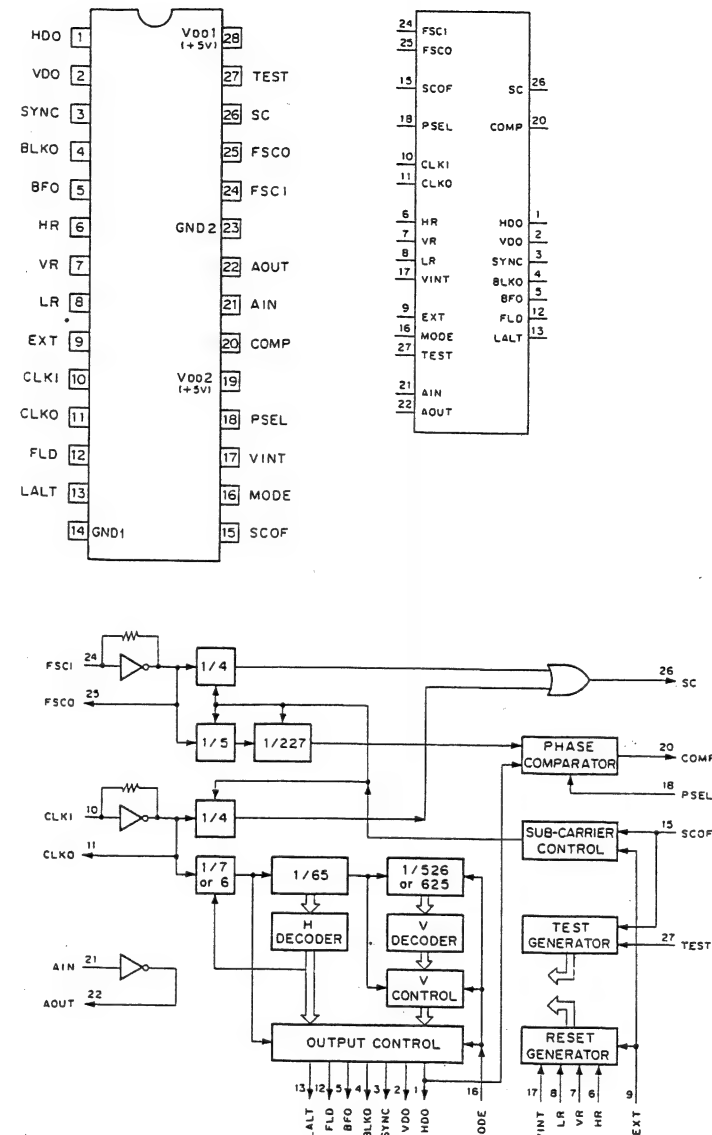 HDO 1
VDD1 (+5V) 28
VDO 2
27 TEST
SYNC 3
26 SC
BLKO 4
25 FSCO
BFO 5
24 FSCI
HR 6
GND2 23
VR 7
22 AOUT
LR 8
21 AIN
EXT 9
20 COMP
CLKI 10
VDD2 (+5V) 19
CLKO 11
18 PSEL
FLD 12
17 VINT
LALT 13
16 MODE
14 GND1
15 SCOF
24 FSCI
25 FSCO
15 SCOF
SC 26
18 PSEL
COMP 20
10 CLKI
11 CLKO
6 HR
HDO 1
7 VR
VDO 2
8 LR
SYNC 3
17 VINT
BLKO 4
BFO 5
9 EXT
FLD 12
16 MODE
LALT 13
27 TEST
21 AIN
22 AOUT
FSCI 24
1/4
26 SC
FSCO 25
1/5
1/227
PHASE COMPARATOR
20 COMP
18 PSEL
CLKI 10
1/4
CLKO 11
SUB-CARRIER CONTROL
15 SCOF
1/7 or 6
1/65
1/526 or 625
H DECODER
V DECODER
TEST GENERATOR
27 TEST
AIN 21
AOUT 22
V CONTROL
OUTPUT CONTROL
RESET GENERATOR
13 12 5 4 3 2 1 16 17 8 7 6 9
LALT FLD BFO BLKO SYNC VDO HDO ODE VINT LR VR HR EXT